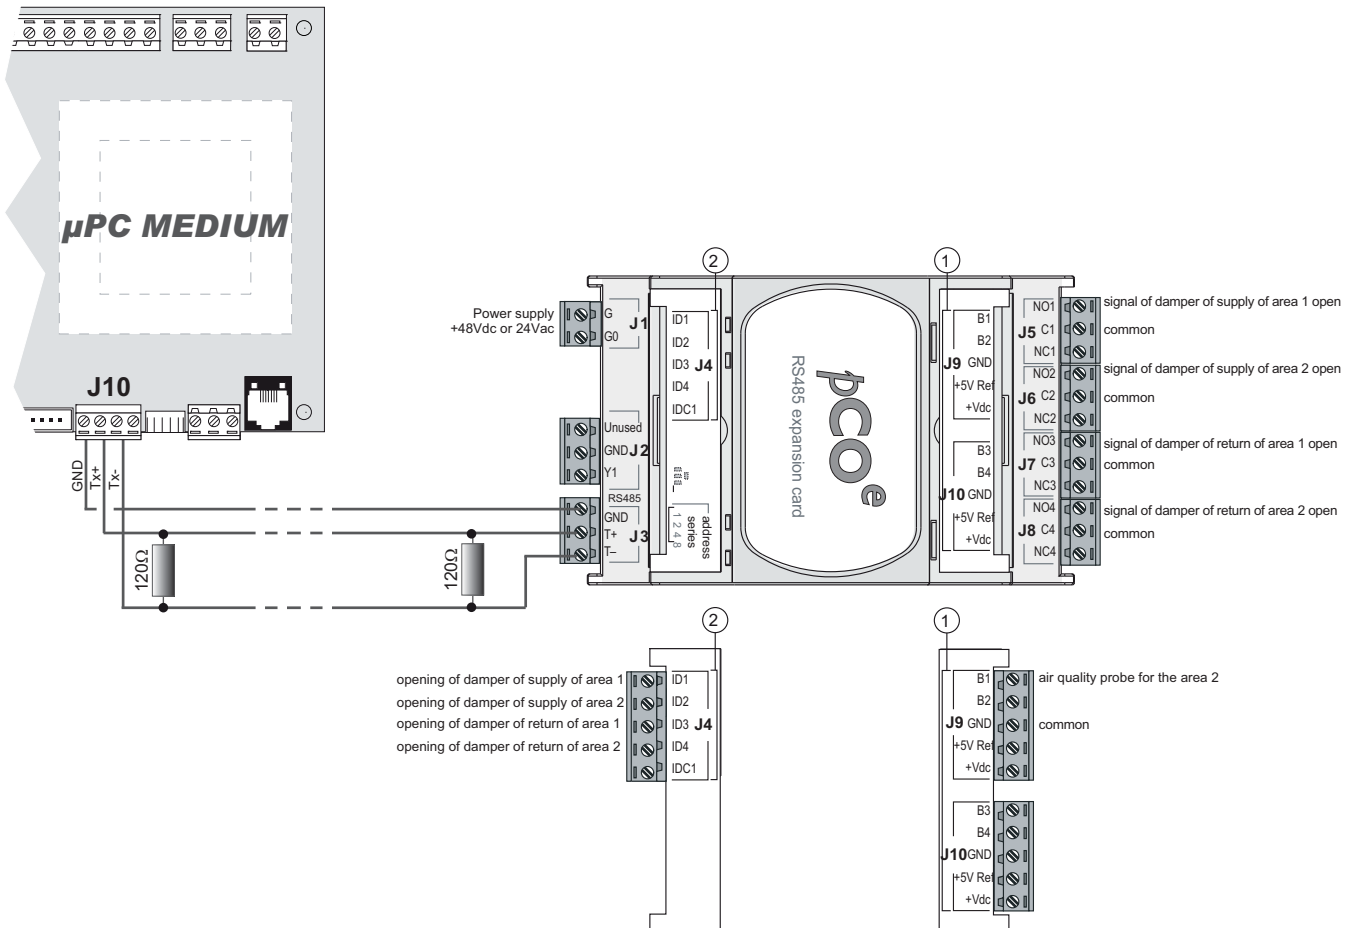 µPC MEDIUM
J10
GND
Tx+
Tx-
120Ω
120Ω
Power supply
+48Vdc or 24Vac
G
J1
G0
Unused
GND J2
Y1
RS485
GND
T+ J3
T–
2
ID1
ID2
ID3 J4
ID4
IDC1
address
series
1 2 4 8
pCOe
RS485 expansion card
1
B1
B2
J9 GND
+5V Ref
+Vdc
B3
B4
J10 GND
+5V Ref
+Vdc
NO1 signal of damper of supply of area 1 open
J5 C1 common
NC1
NO2 signal of damper of supply of area 2 open
J6 C2 common
NC2
NO3 signal of damper of return of area 1 open
J7 C3 common
NC3
NO4 signal of damper of return of area 2 open
J8 C4 common
NC4
2
opening of damper of supply of area 1 ID1
opening of damper of supply of area 2 ID2
opening of damper of return of area 1 ID3 J4
opening of damper of return of area 2 ID4
IDC1
1
B1 air quality probe for the area 2
B2
J9 GND common
+5V Ref
+Vdc
B3
B4
J10 GND
+5V Ref
+Vdc